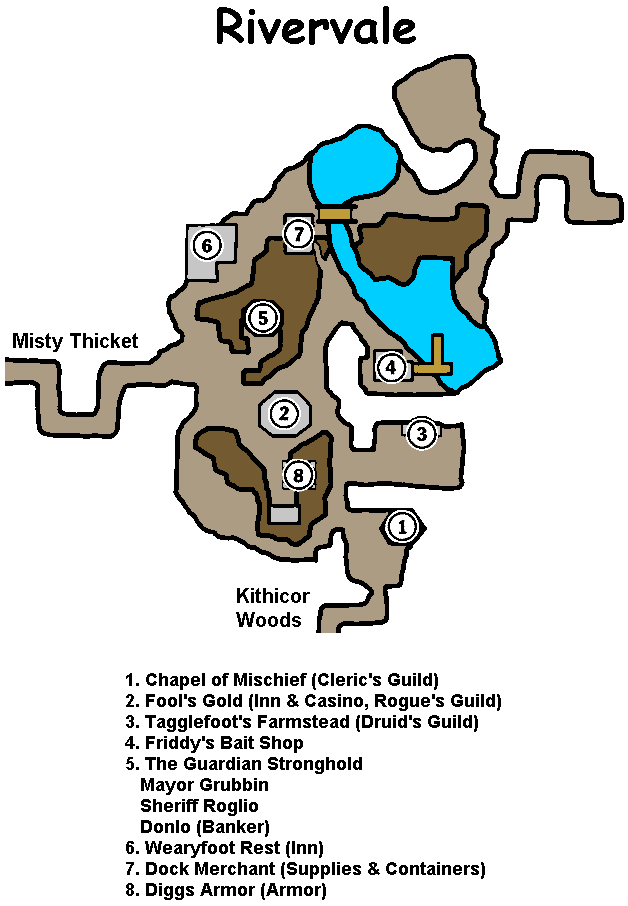 Rivervale
6
7
5
Misty Thicket
4
2
3
8
1
Kithicor
Woods
1. Chapel of Mischief (Cleric's Guild)
2. Fool's Gold (Inn & Casino, Rogue's Guild)
3. Tagglefoot's Farmstead (Druid's Guild)
4. Friddy's Bait Shop
5. The Guardian Stronghold
Mayor Grubbin
Sheriff Roglio
Donlo (Banker)
6. Wearyfoot Rest (Inn)
7. Dock Merchant (Supplies & Containers)
8. Diggs Armor (Armor)